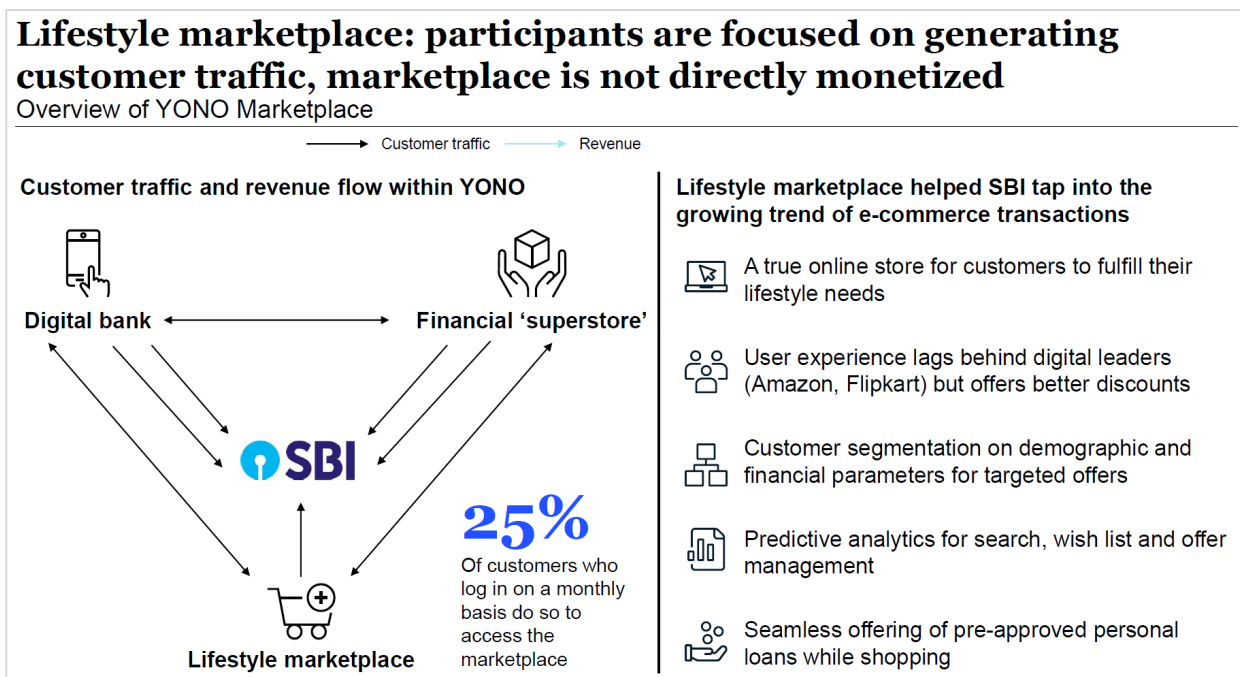 Lifestyle marketplace: participants are focused on generating
customer traffic, marketplace is not directly monetized
Overview of YONO Marketplace
Customer traffic
Revenue
Customer traffic and revenue flow within YONO
Digital bank
Financial ‘superstore’
SBI
25%
Of customers who
log in on a monthly
basis do so to
access the
marketplace
Lifestyle marketplace
Lifestyle marketplace helped SBI tap into the
growing trend of e-commerce transactions
A true online store for customers to fulfill their
lifestyle needs
User experience lags behind digital leaders
(Amazon, Flipkart) but offers better discounts
Customer segmentation on demographic and
financial parameters for targeted offers
Predictive analytics for search, wish list and offer
management
Seamless offering of pre-approved personal
loans while shopping